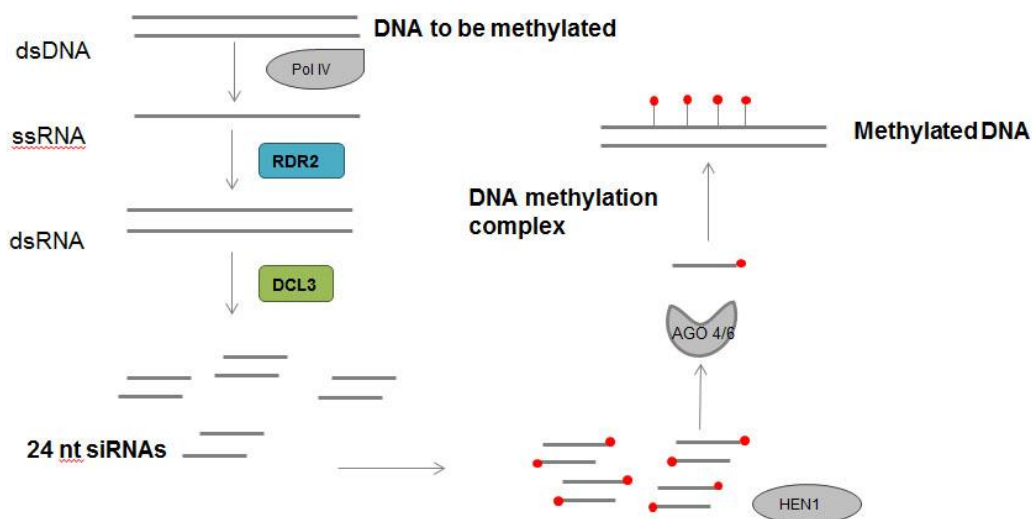 DNA to be methylated
dsDNA
Pol IV
ssRNA
RDR2
dsRNA
DCL3
24 nt siRNAs
HEN1
AGO 4/6
DNA methylation
complex
Methylated DNA